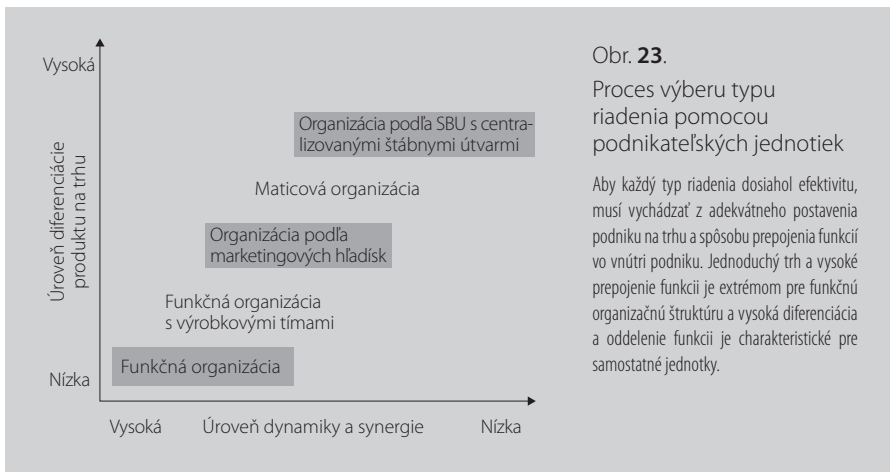 Vysoká
Úroveň diferenciácie
produktu na trhu
Nízka
Organizácia podľa SBU s centra-
lizovanými štábnymi útvarmi
Maticová organizácia
Organizácia podľa
marketingových hľadísk
Funkčná organizácia
s výrobkovými tímami
Funkčná organizácia
Vysoká
Úroveň dynamiky a synergie
Nízka
Obr. 23.
Proces výberu typu
riadenia pomocou
podnikateľských jednotiek
Aby každý typ riadenia dosiahol efektivitu,
musí vychádzať z adekvátneho postavenia
podniku na trhu a spôsobu prepojenia funkcií
vo vnútri podniku. Jednoduchý trh a vysoké
prepojenie funkcii je extrémom pre funkčnú
organizačnú štruktúru a vysoká diferenciácia
a oddelenie funkcii je charakteristické pre
samostatné jednotky.